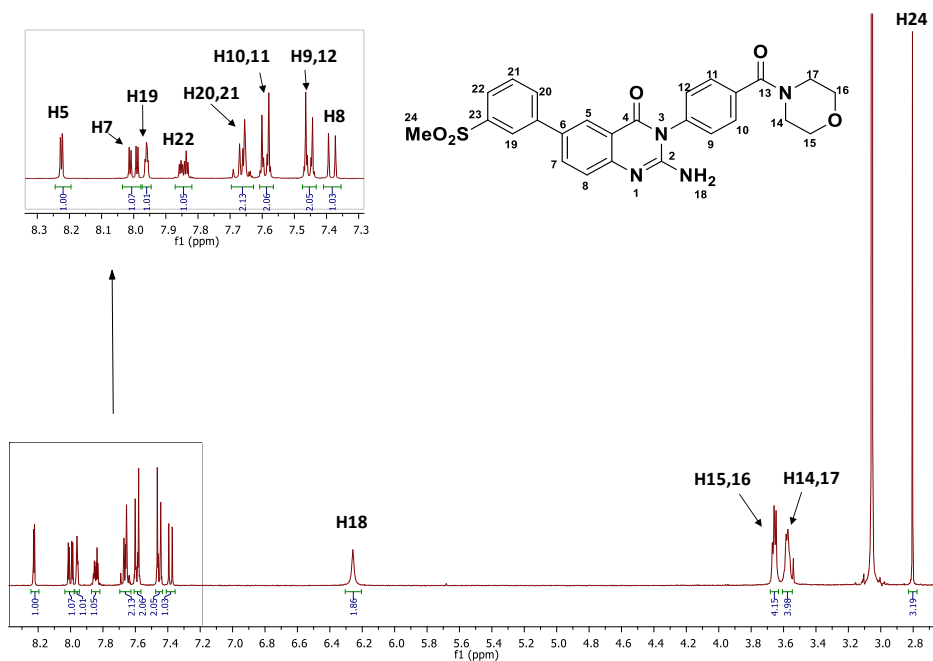 H24
H10,11
H9,12
H5
H19
H20,21
H7
H22
H8
1.00
1.07
1.01
1.05
2.13
2.06
2.05
1.03
8.3 8.2 8.1 8.0 7.9 7.8 7.7 7.6 7.5 7.4 7.3
f1 (ppm)
O
11
17
12
21
13
N
16
22
20
O
14
O
24
23
5
4
3
10
15
MeO₂S
6
N
9
19
7
2
8
N
NH₂
1
18
H15,16
H14,17
H18
1.00
1.07
1.01
1.05
2.13
2.06
2.05
1.03
1.86
4.15
3.98
3.19
8.2 8.0 7.8 7.6 7.4 7.2 7.0 6.8 6.6 6.4 6.2 6.0 5.8 5.6 5.4 5.2 5.0 4.8 4.6 4.4 4.2 4.0 3.8 3.6 3.4 3.2 3.0 2.8
f1 (ppm)